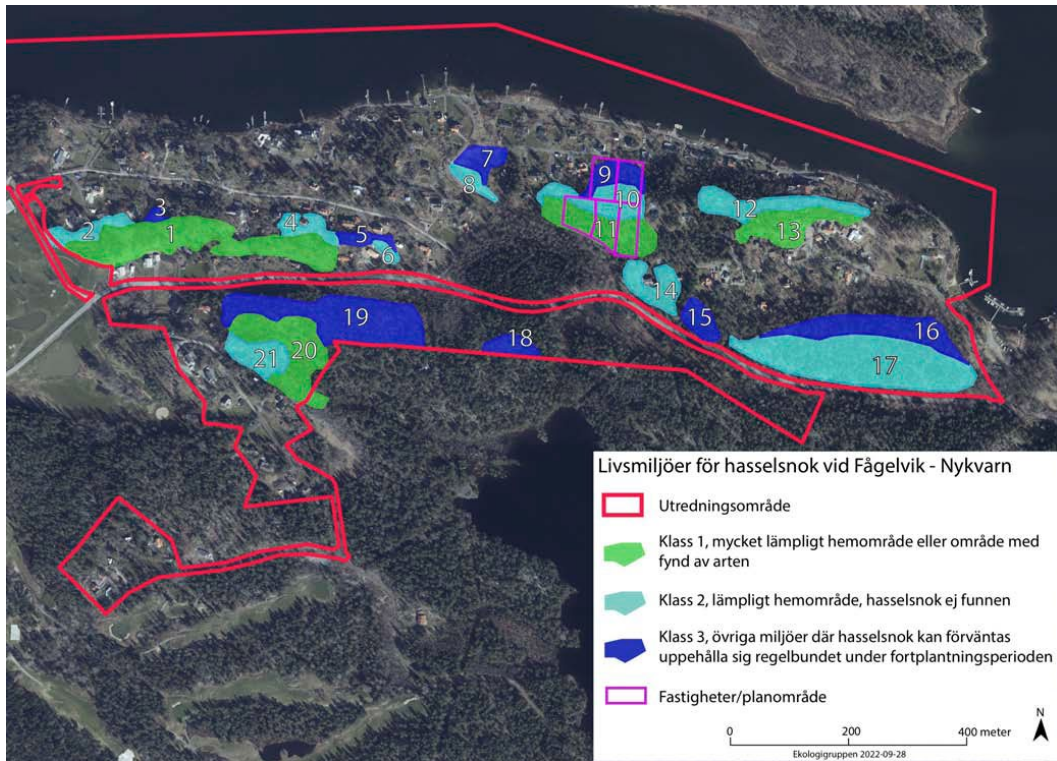 7
9
8
10
12
3
4
1
2
11
13
5
6
14
15
19
16
18
20
21
17
Livsmiljöer för hasselsnok vid Fågelvik - Nykvarn
Utredningsområde
Klass 1, mycket lämpligt hemområde eller område med
fynd av arten
Klass 2, lämpligt hemområde, hasselsnok ej funnen
Klass 3, övriga miljöer där hasselsnok kan förväntas
uppehålla sig regelbundet under fortplantningsperioden
Fastigheter/planområde
N
0 200 400 meter
Ekologigruppen 2022-09-28